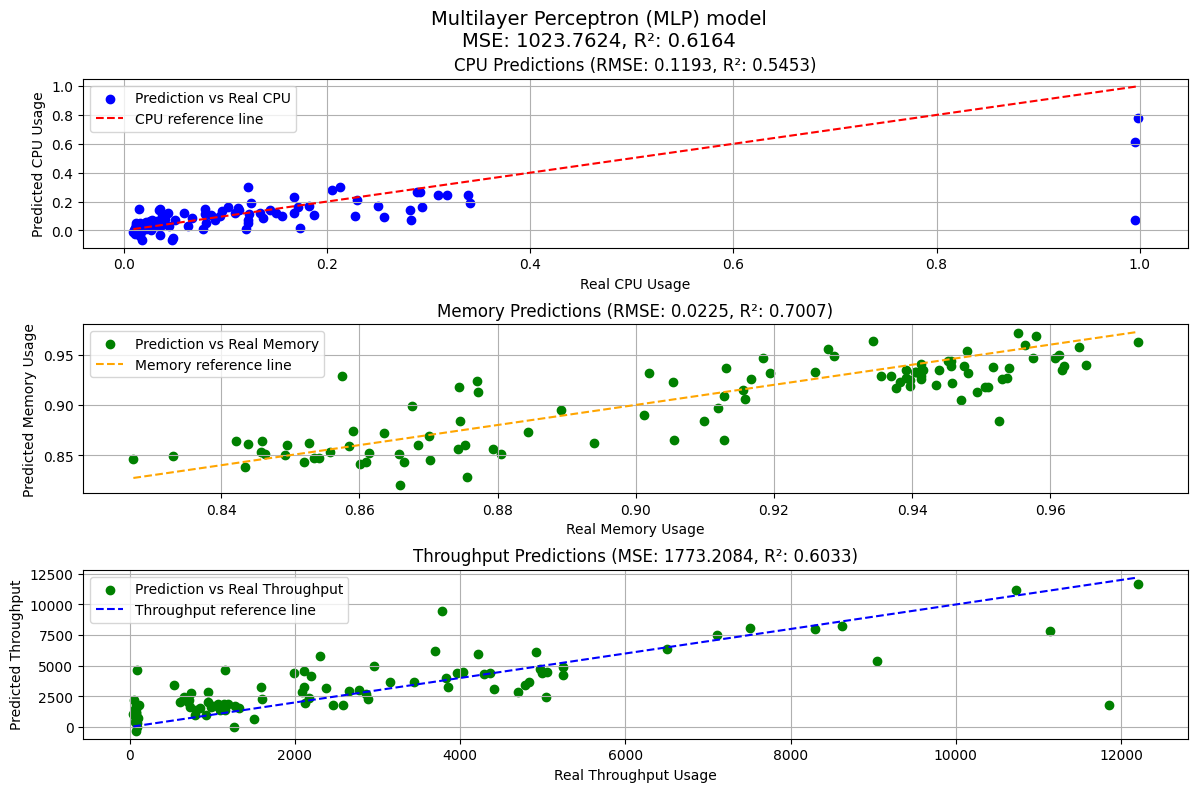 Multilayer Perceptron (MLP) model
MSE: 1023.7624, R²: 0.6164
CPU Predictions (RMSE: 0.1193, R²: 0.5453)
Predicted CPU Usage
1.0
0.8
0.6
0.4
0.2
0.0
Prediction vs Real CPU
CPU reference line
0.0 0.2 0.4 0.6 0.8 1.0
Real CPU Usage
Memory Predictions (RMSE: 0.0225, R²: 0.7007)
Predicted Memory Usage
0.95
0.90
0.85
Prediction vs Real Memory
Memory reference line
0.84 0.86 0.88 0.90 0.92 0.94 0.96
Real Memory Usage
Throughput Predictions (MSE: 1773.2084, R²: 0.6033)
Predicted Throughput
12500
10000
7500
5000
2500
0
Prediction vs Real Throughput
Throughput reference line
0 2000 4000 6000 8000 10000 12000
Real Throughput Usage